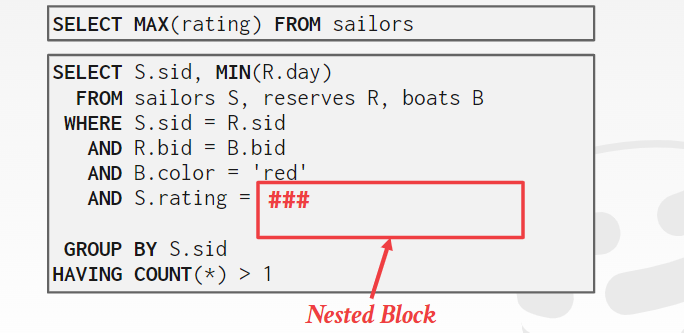 SELECT MAX(rating) FROM sailors
SELECT S.sid, MIN(R.day)
FROM sailors S, reserves R, boats B
WHERE S.sid = R.sid
AND R.bid = B.bid
AND B.color = 'red'
AND S.rating = ###
GROUP BY S.sid
HAVING COUNT(*) > 1
Nested Block